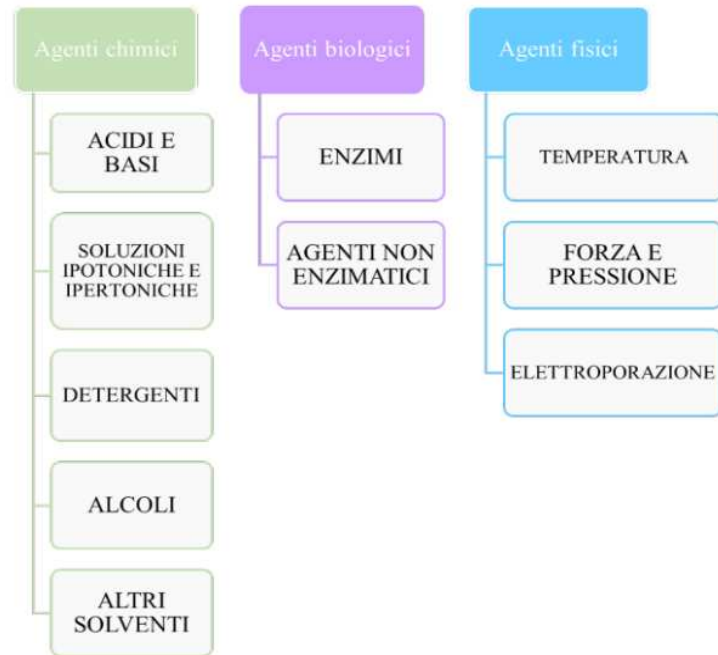 Agenti chimici
ACIDI E
BASI
SOLUZIONI
IPOTONICHE E
IPERTONICHE
DETERGENTI
ALCOLI
ALTRI
SOLVENTI
Agenti biologici
ENZIMI
AGENTI NON
ENZIMATICI
Agenti fisici
TEMPERATURA
FORZA E
PRESSIONE
ELETTROPORAZIONE